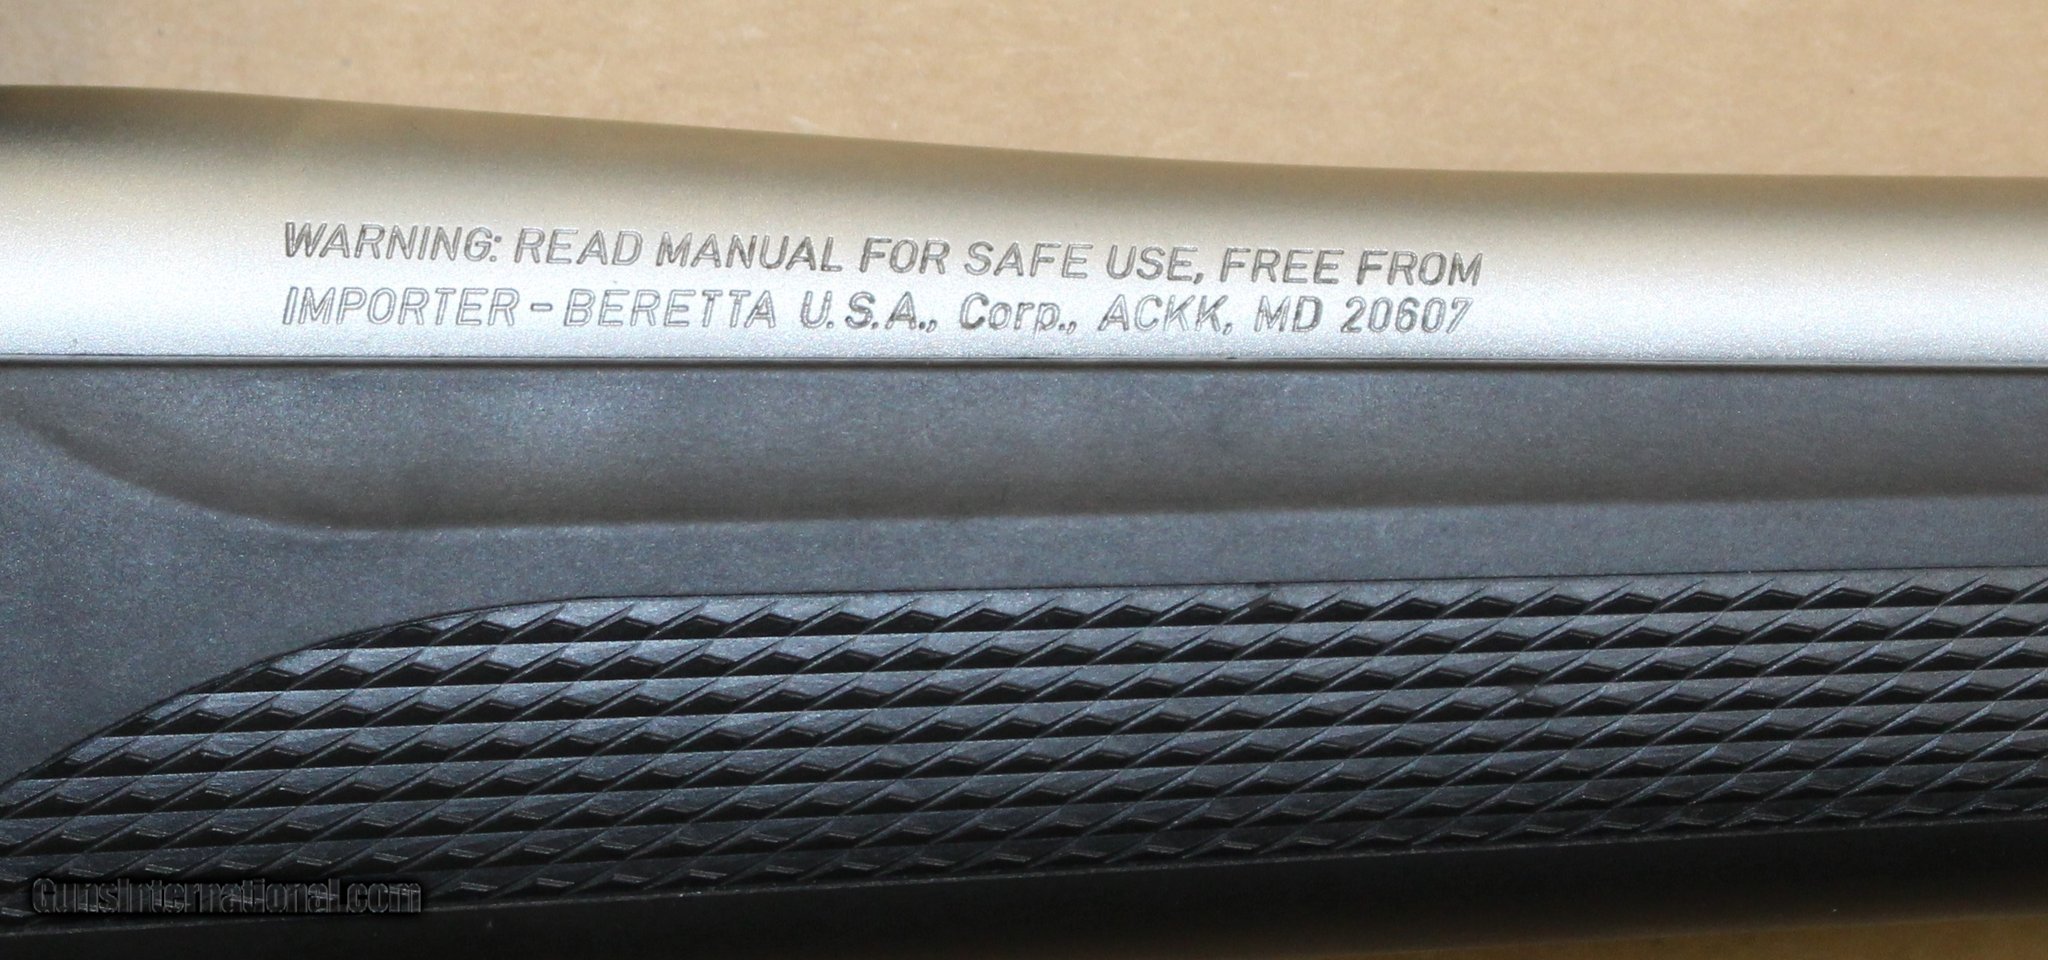 WARNING: READ MANUAL FOR SAFE USE, FREE FROM
IMPORTER - BERETTA U.S.A., Corp., ACKK, MD 20607
GunsInternational.com